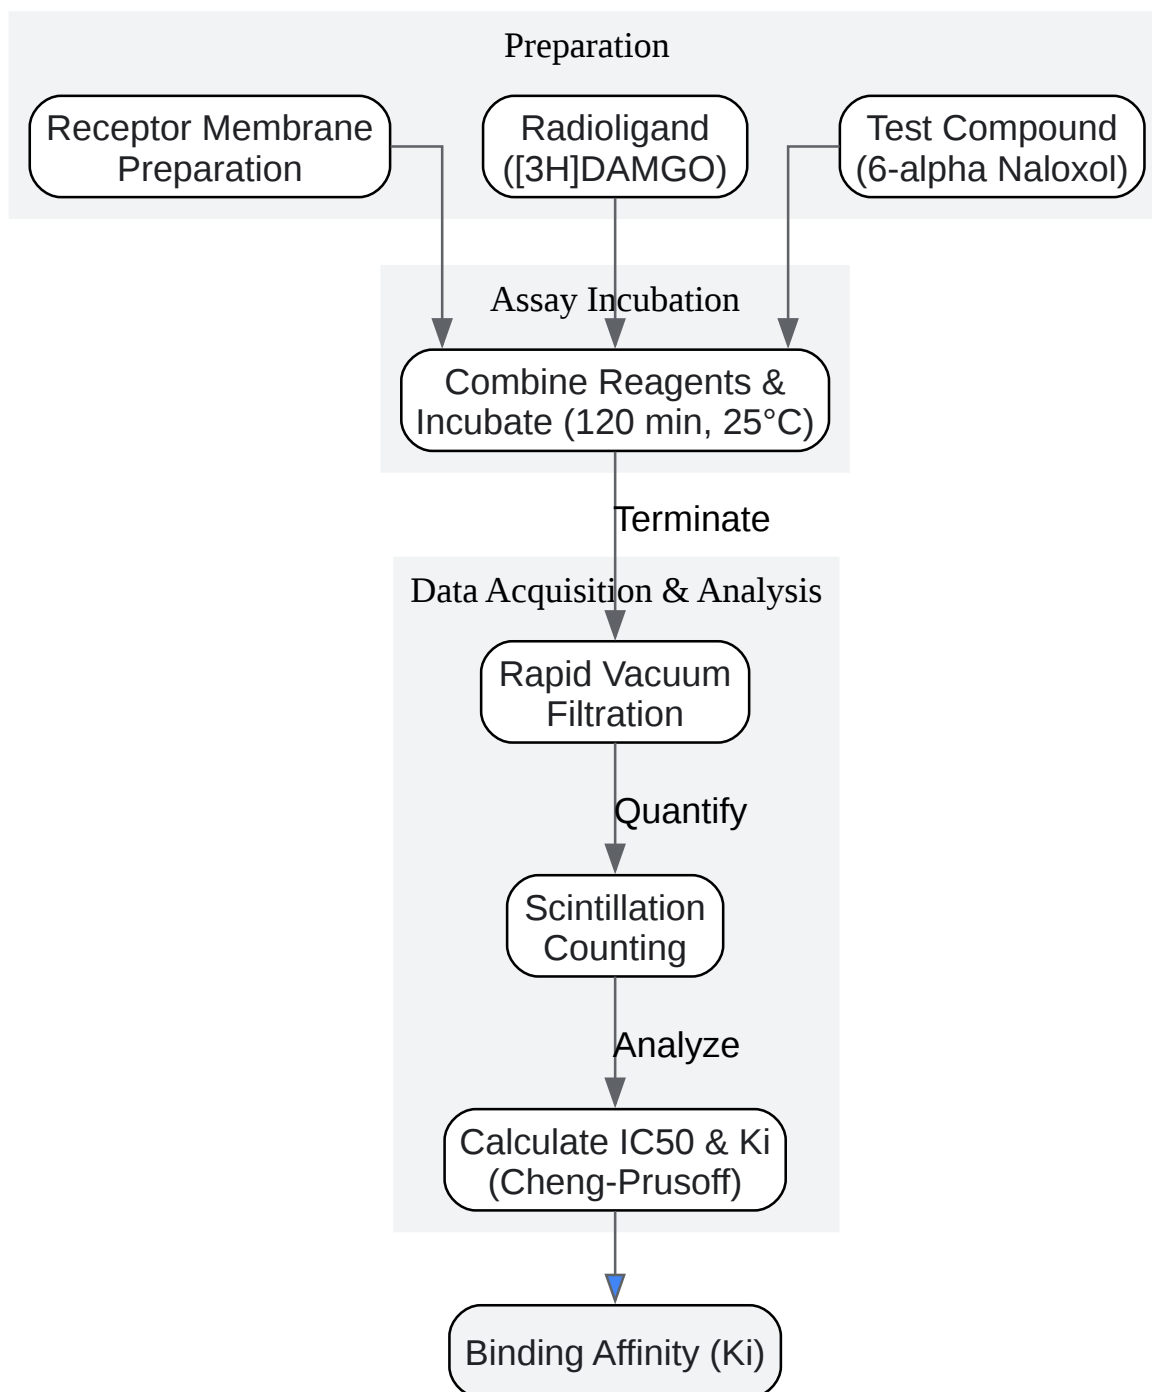 Preparation
Receptor Membrane
Preparation
Radioligand
([3H]DAMGO)
Test Compound
(6-alpha Naloxol)
Assay Incubation
Combine Reagents &
Incubate (120 min, 25°C)
Terminate
Data Acquisition & Analysis
Rapid Vacuum
Filtration
Quantify
Scintillation
Counting
Analyze
Calculate IC50 & Ki
(Cheng-Prusoff)
Binding Affinity (Ki)